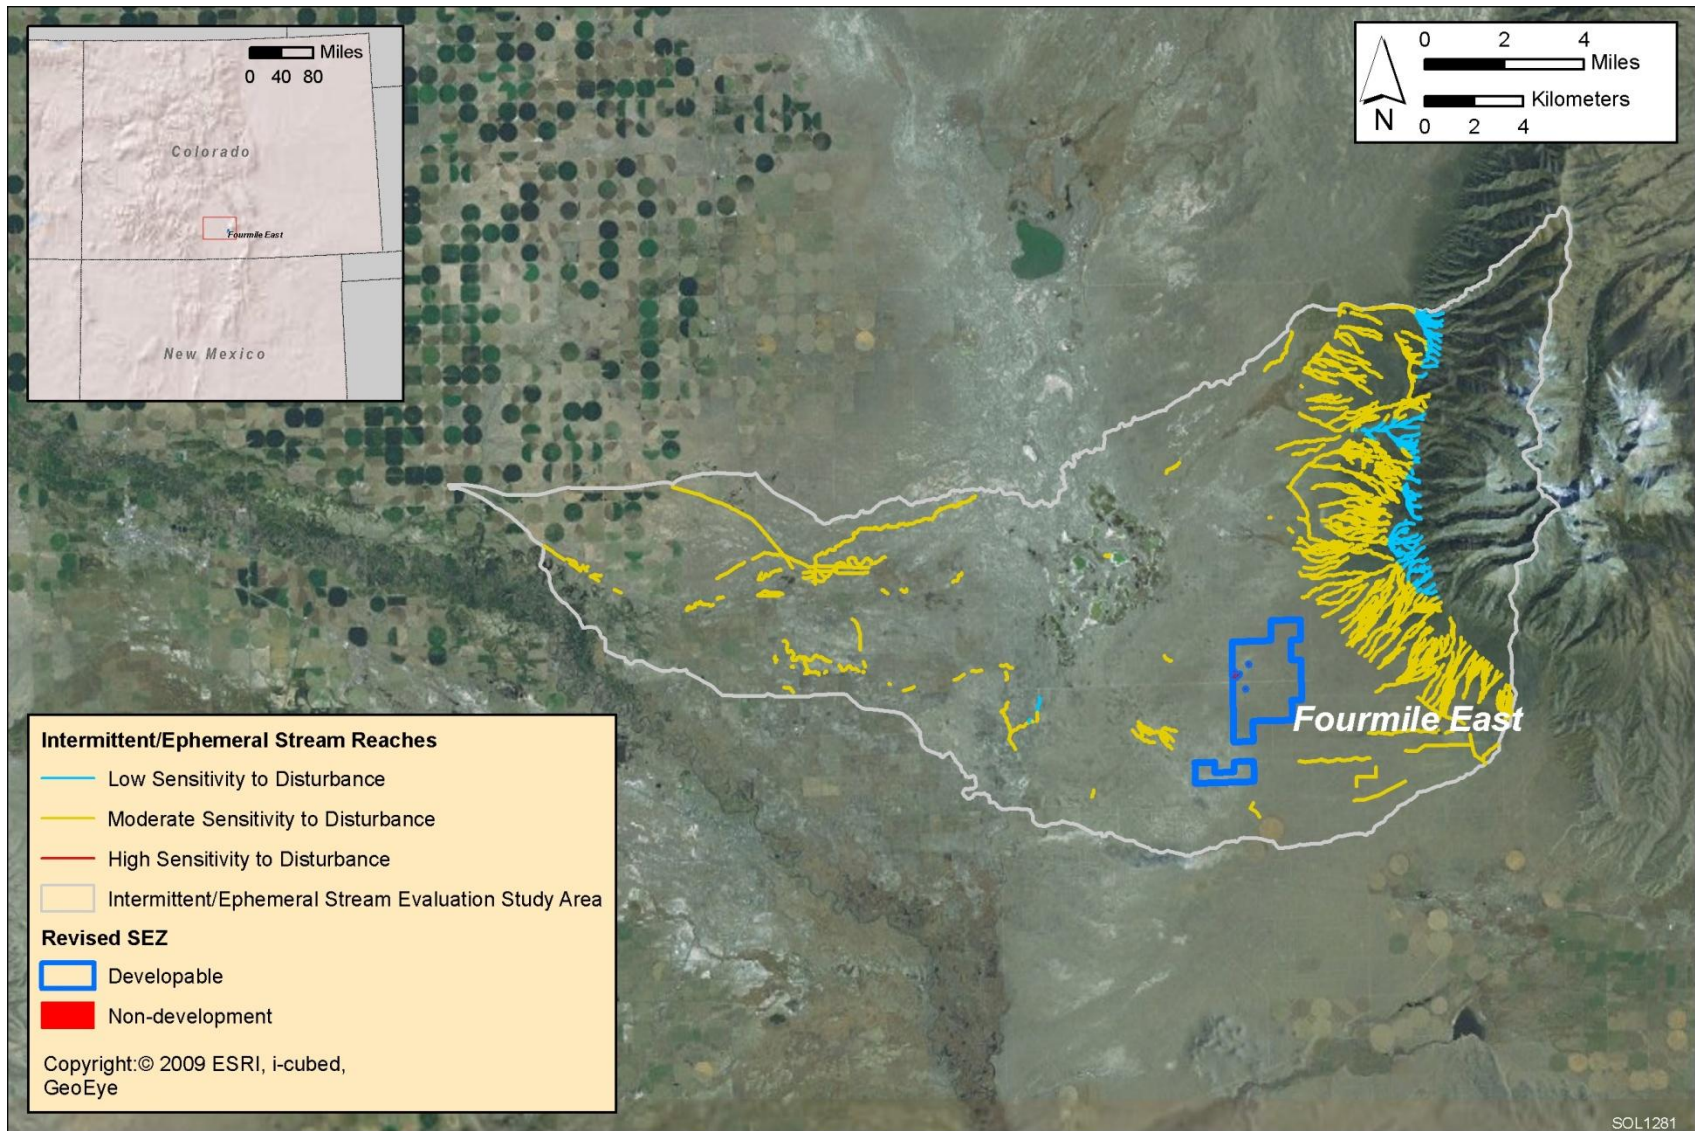 Miles
0 40 80
Colorado
Fourmile East
New Mexico
0 2 4
Miles
Kilometers
0 2 4
N
Fourmile East
Intermittent/Ephemeral Stream Reaches
Low Sensitivity to Disturbance
Moderate Sensitivity to Disturbance
High Sensitivity to Disturbance
Intermittent/Ephemeral Stream Evaluation Study Area
Revised SEZ
Developable
Non-development
Copyright:© 2009 ESRI, i-cubed,
GeoEye
SOL1281